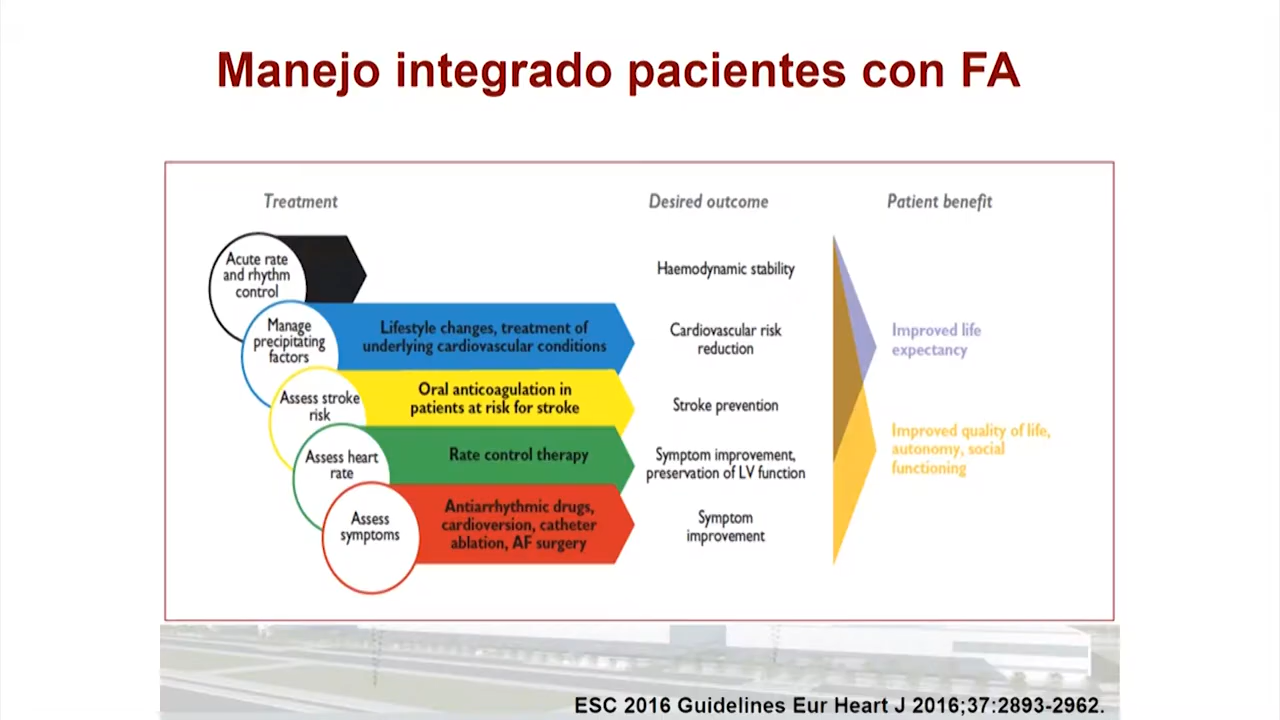 Manejo integrado pacientes con FA
Treatment
Desired outcome
Patient benefit
Acute rate
and rhythm
control
Haemodynamic stability
Manage
precipitating
factors
Lifestyle changes, treatment of
underlying cardiovascular conditions
Cardiovascular risk
reduction
Improved life
expectancy
Assess stroke
risk
Oral anticoagulation in
patients at risk for stroke
Stroke prevention
Assess heart
rate
Rate control therapy
Symptom improvement,
preservation of LV function
Improved quality of life,
autonomy, social
functioning
Assess
symptoms
Antiarrhythmic drugs,
cardioversion, catheter
ablation, AF surgery
Symptom
improvement
ESC 2016 Guidelines Eur Heart J 2016;37:2893-2962.